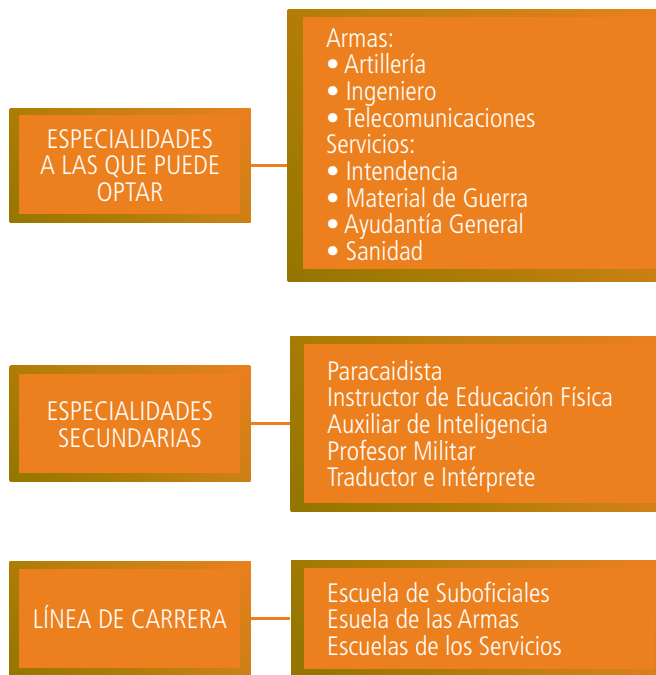 ESPECIALIDADES
A LAS QUE PUEDE
OPTAR
Armas:
• Artillería
• Ingeniero
• Telecomunicaciones
Servicios:
• Intendencia
• Material de Guerra
• Ayudantía General
• Sanidad
ESPECIALIDADES
SECUNDARIAS
Paracaidista
Instructor de Educación Física
Auxiliar de Inteligencia
Profesor Militar
Traductor e Intérprete
LÍNEA DE CARRERA
Escuela de Suboficiales
Esuela de las Armas
Escuelas de los Servicios